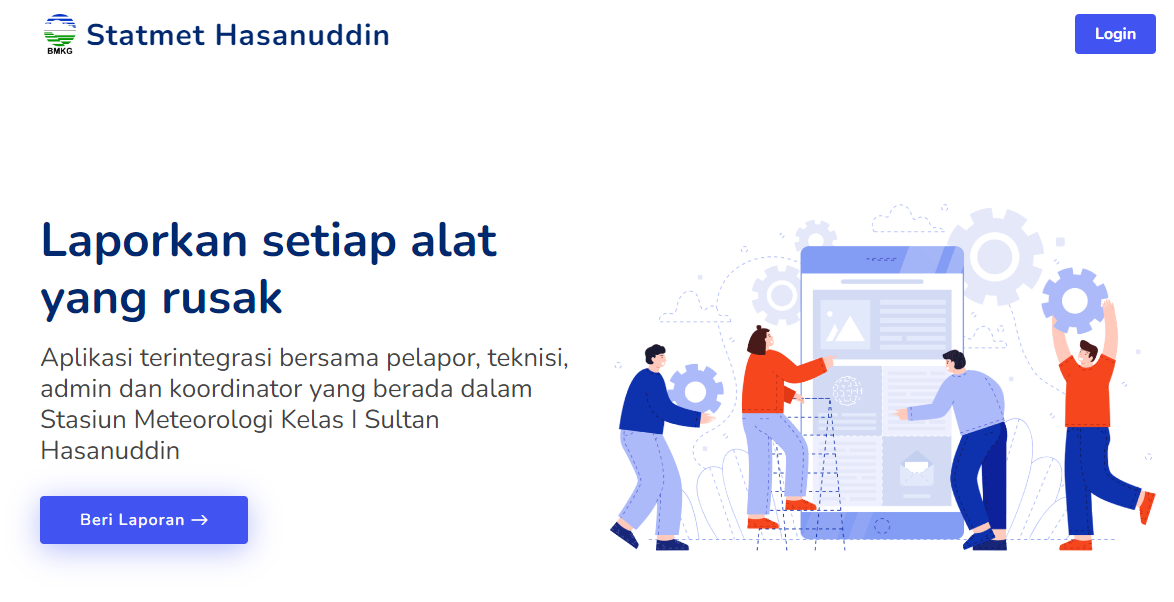 BMKG
Statmet Hasanuddin
Login
Laporkan setiap alat
yang rusak
Aplikasi terintegrasi bersama pelapor, teknisi,
admin dan koordinator yang berada dalam
Stasiun Meteorologi Kelas I Sultan
Hasanuddin
Beri Laporan →